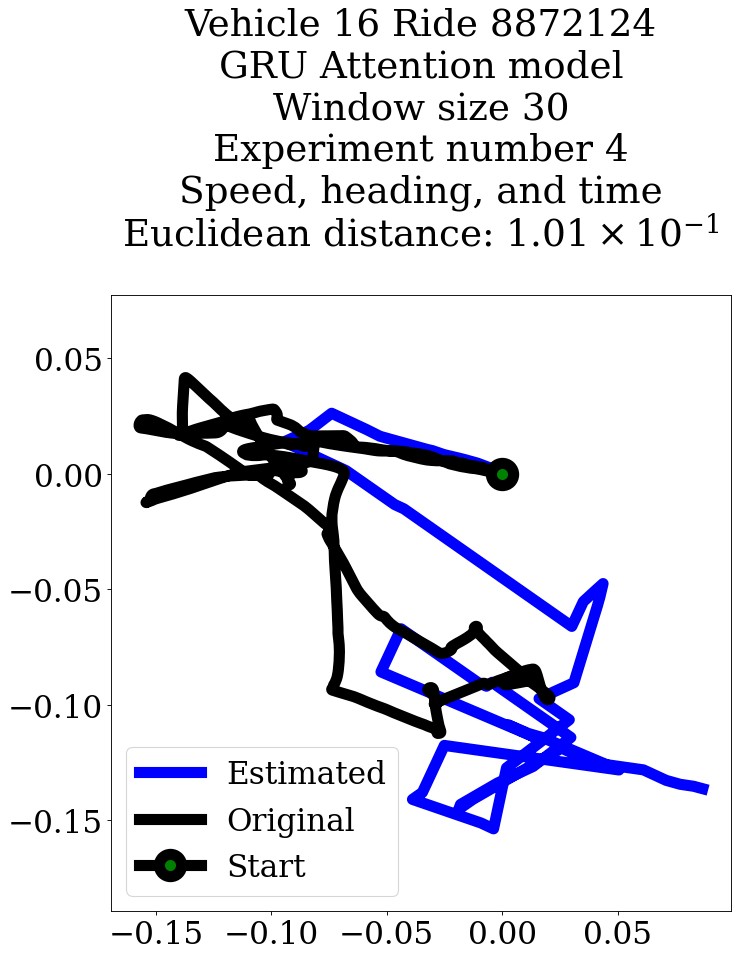 Vehicle 16 Ride 8872124
GRU Attention model
Window size 30
Experiment number 4
Speed, heading, and time
Euclidean distance: 1.01 × 10⁻¹
0.05
0.00
−0.05
−0.10
−0.15
Estimated
Original
Start
−0.15 −0.10 −0.05 0.00 0.05